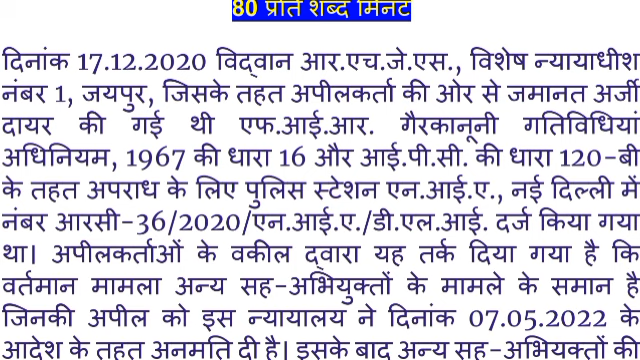 80 प्रति शब्द मिनट
दिनांक 17.12.2020 विद्वान आर.एच.जे.एस., विशेष न्यायाधीश
नंबर 1, जयपुर, जिसके तहत अपीलकर्ता की ओर से जमानत अर्जी
दायर की गई थी एफ.आई.आर. गैरकानूनी गतिविधियां
अधिनियम, 1967 की धारा 16 और आई.पी.सी. की धारा 120-बी
के तहत अपराध के लिए पुलिस स्टेशन एन.आई.ए., नई दिल्ली में
नंबर आरसी-36/2020/एन.आई.ए./डी.एल.आई. दर्ज किया गया
था। अपीलकर्ताओं के वकील द्वारा यह तर्क दिया गया है कि
वर्तमान मामला अन्य सह-अभियुक्तों के मामले के समान है
जिनकी अपील को इस न्यायालय ने दिनांक 07.05.2022 के
आदेश के तहत अनुमति दी है। इसके बाद अन्य सह-अभियुक्तों की